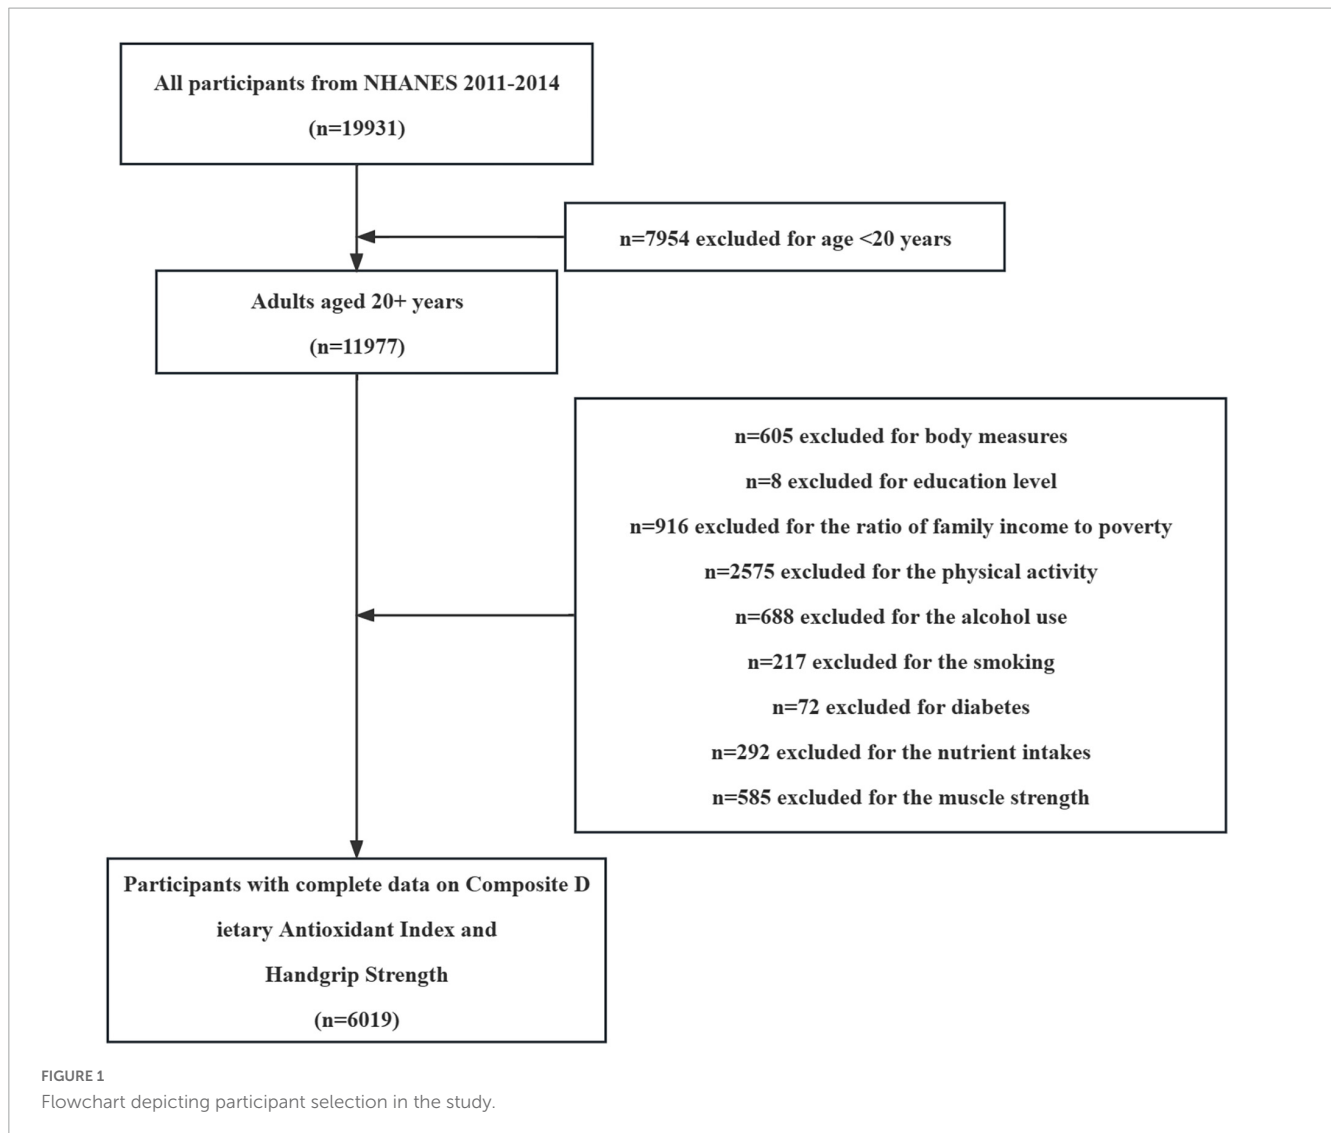 All participants from NHANES 2011-2014
(n=19931)
n=7954 excluded for age <20 years
Adults aged 20+ years
(n=11977)
n=605 excluded for body measures
n=8 excluded for education level
n=916 excluded for the ratio of family income to poverty
n=2575 excluded for the physical activity
n=688 excluded for the alcohol use
n=217 excluded for the smoking
n=72 excluded for diabetes
n=292 excluded for the nutrient intakes
n=585 excluded for the muscle strength
Participants with complete data on Composite D
ietary Antioxidant Index and
Handgrip Strength
(n=6019)
FIGURE 1
Flowchart depicting participant selection in the study.